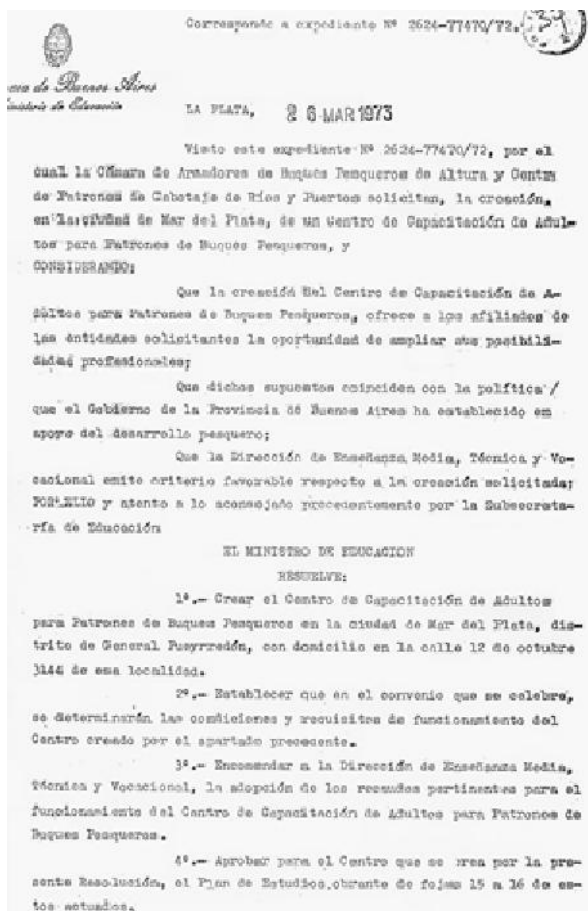 Corresponde a expediente Nº 2624-77470/72.
de Buenos Aires
Ministerio de Educación
LA PLATA, 26 MAR 1973
Visto este expediente Nº 2624-77470/72, por el
cual la Cámara de Armadores de Buques Pesqueros de Altura y Centro
de Patrones de Cabotaje de Ríos y Puertos solicitan, la creación,
en la ciudad de Mar del Plata, de un Centro de Capacitación de Adul-
tos para Patrones de Buques Pesqueros, y
CONSIDERANDO:
Que la creación del Centro de Capacitación de A-
dultos para Patrones de Buques Pesqueros, ofrece a los afiliados de
las entidades solicitantes la oportunidad de ampliar sus posibili-
dades profesionales;
Que dichos supuestos coinciden con la política /
que el Gobierno de la Provincia de Buenos Aires ha establecido en
apoyo del desarrollo pesquero;
Que la Dirección de Enseñanza Media, Técnica y Vo-
cacional emite criterio favorable respecto a la creación solicitada;
POR ELLO y atento a lo aconsejado precedentemente por la Subsecreta-
ría de Educación
EL MINISTRO DE EDUCACION
RESUELVE:
1º.- Crear el Centro de Capacitación de Adultos
para Patrones de Buques Pesqueros en la ciudad de Mar del Plata, dis-
trito de General Pueyrredón, con domicilio en la calle 12 de octubre
3144 de esa localidad.
2º.- Establecer que en el convenio que se celebre,
se determinarán las condiciones y requisitos de funcionamiento del
Centro creado por el apartado precedente.
3º.- Encomendar a la Dirección de Enseñanza Media,
Técnica y Vocacional, la adopción de los recaudos pertinentes para el
funcionamiento del Centro de Capacitación de Adultos para Patrones de
Buques Pesqueros.
4º.- Aprobar para el Centro que se crea por la pre-
sente Resolución, el Plan de Estudios obrante de fojas 15 a 16 de es-
tos actuados.